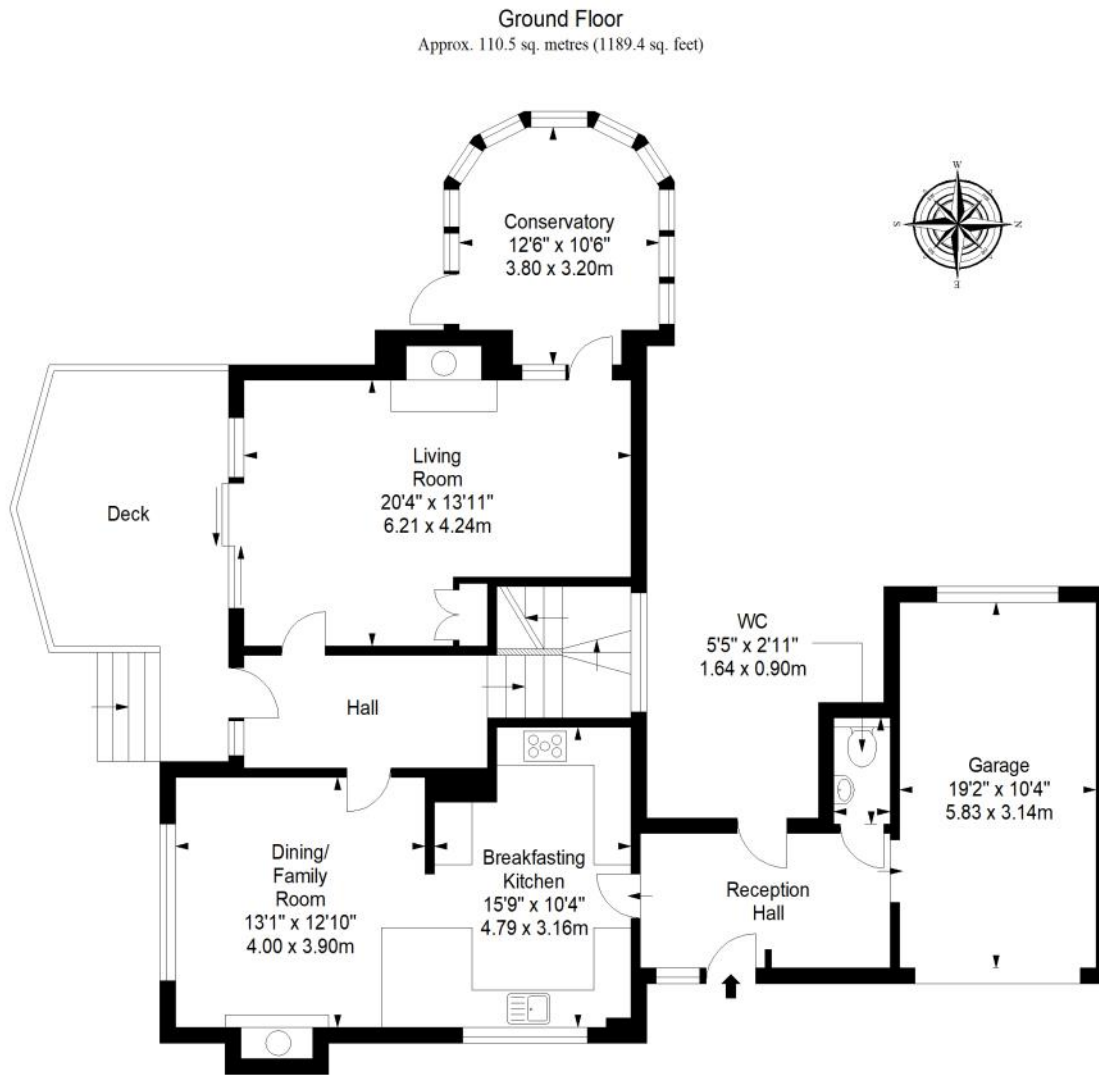 Ground Floor
Approx. 110.5 sq. metres (1189.4 sq. feet)
W
S
N
E
Conservatory
12'6" x 10'6"
3.80 x 3.20m
Living
Room
20'4" x 13'11"
6.21 x 4.24m
Deck
WC
5'5" x 2'11"
1.64 x 0.90m
Hall
Garage
19'2" x 10'4"
5.83 x 3.14m
Dining/
Family
Room
13'1" x 12'10"
4.00 x 3.90m
Breakfasting
Kitchen
15'9" x 10'4"
4.79 x 3.16m
Reception
Hall